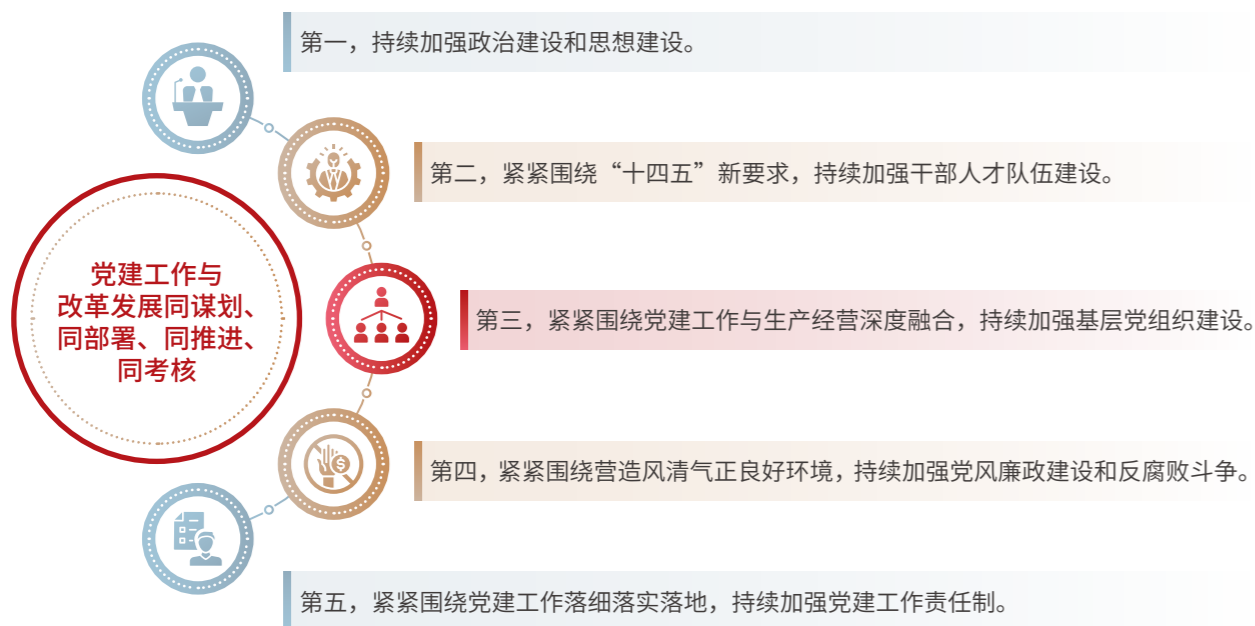 第一，持续加强政治建设和思想建设。
第二，紧紧围绕“十四五”新要求，持续加强干部人才队伍建设。
党建工作与
改革发展同谋划、
同部署、同推进、
同考核
第三，紧紧围绕党建工作与生产经营深度融合，持续加强基层党组织建设。
第四，紧紧围绕营造风清气正良好环境，持续加强党风廉政建设和反腐败斗争。
第五，紧紧围绕党建工作落细落实落地，持续加强党建工作责任制。